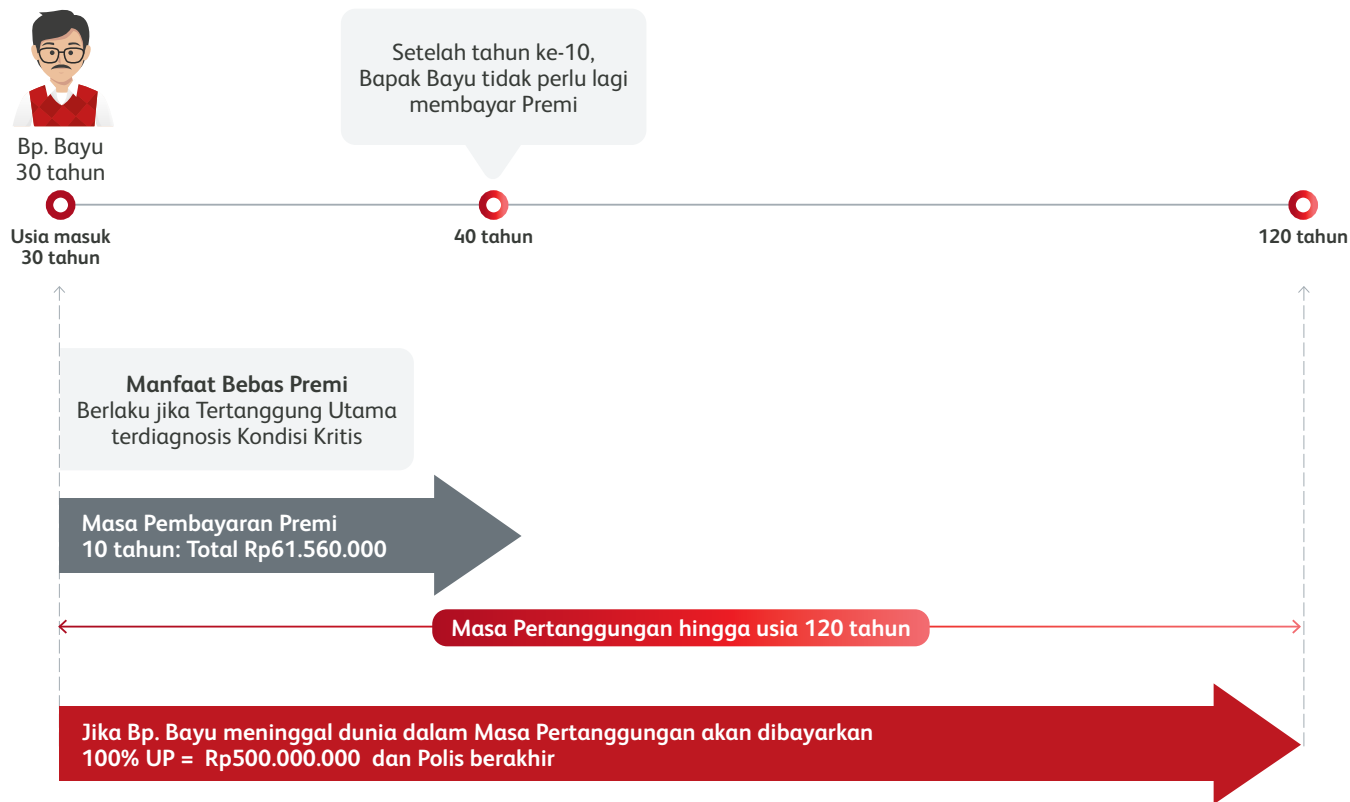 Setelah tahun ke-10,
Bapak Bayu tidak perlu lagi
membayar Premi
Bp. Bayu
30 tahun
Usia masuk
30 tahun
40 tahun
120 tahun
Manfaat Bebas Premi
Berlaku jika Tertanggung Utama
terdiagnosis Kondisi Kritis
Masa Pembayaran Premi
10 tahun: Total Rp61.560.000
Masa Pertanggungan hingga usia 120 tahun
Jika Bp. Bayu meninggal dunia dalam Masa Pertanggungan akan dibayarkan
100% UP = Rp500.000.000 dan Polis berakhir